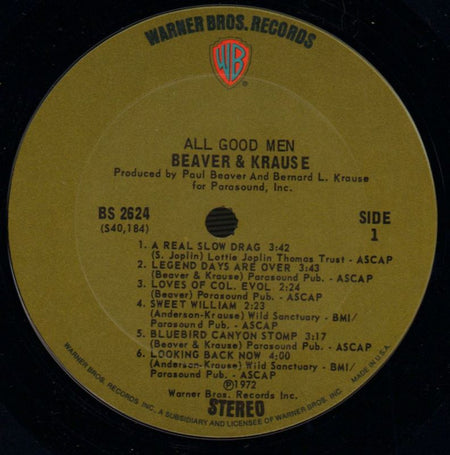 WARNER BROS. RECORDS
WB
®
ALL GOOD MEN
BEAVER & KRAUSE
Produced by Paul Beaver And Bernard L. Krause
for Parasound, Inc.
BS 2624
(S40,184)
SIDE
1
1. A REAL SLOW DRAG 3:42
(S. Joplin) Lottie Joplin Thomas Trust - ASCAP
2. LEGEND DAYS ARE OVER 3:43
(Beaver & Krause) Parasound Pub. - ASCAP
3. LOVES OF COL. EVOL 2:24
(Beaver) Parasound Pub. - ASCAP
4. SWEET WILLIAM 2:23
(Anderson-Krause) Wild Sanctuary - BMI/
Parasound Pub. - ASCAP
5. BLUEBIRD CANYON STOMP 3:17
(Beaver & Krause) Parasound Pub. - ASCAP
6. LOOKING BACK NOW 4:00
(Anderson-Krause) Wild Sanctuary - BMI/
Parasound Pub. - ASCAP
Ⓟ1972
Warner Bros. Records Inc.
STEREO
WARNER BROS. RECORDS INC. A SUBSIDIARY AND LICENSEE OF WARNER BROS. INC. MADE IN U.S.A.